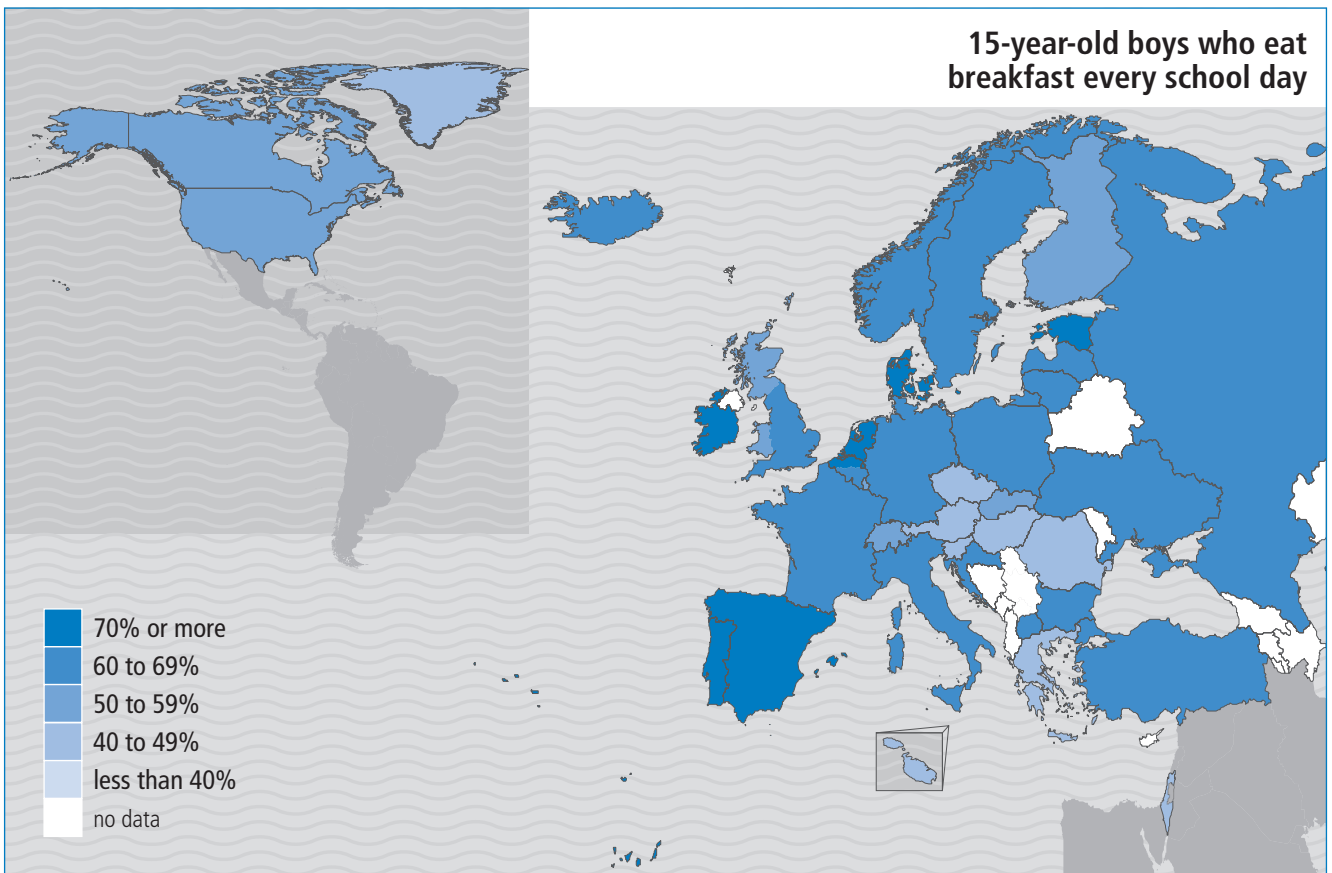 15-year-old boys who eat
breakfast every school day
70% or more
60 to 69%
50 to 59%
40 to 49%
less than 40%
no data